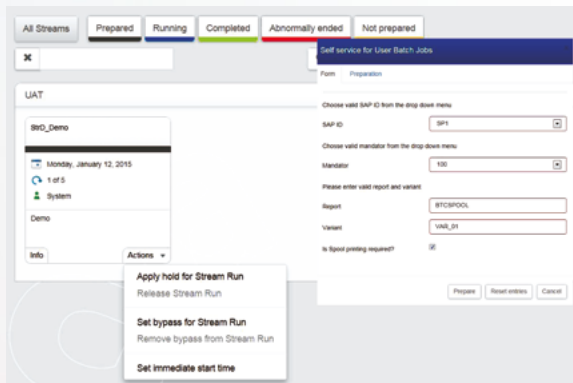 All Streams
Prepared
Running
Completed
Abnormally ended
Not prepared
UAT
StrD_Demo
Monday, January 12, 2015
1 of 5
System
Demo
Info
Actions
Apply hold for Stream Run
Release Stream Run
Set bypass for Stream Run
Remove bypass from Stream Run
Set immediate start time
Self service for User Batch Jobs
Form Preparation
Choose valid SAP ID from the drop down menu
SAP ID SP1
Choose valid mandator from the drop down menu
Mandator 100
Please enter valid report and variant
Report BTCSPOOL
Variant VAR_01
Is Spool printing required?
Prepare Reset entries Cancel